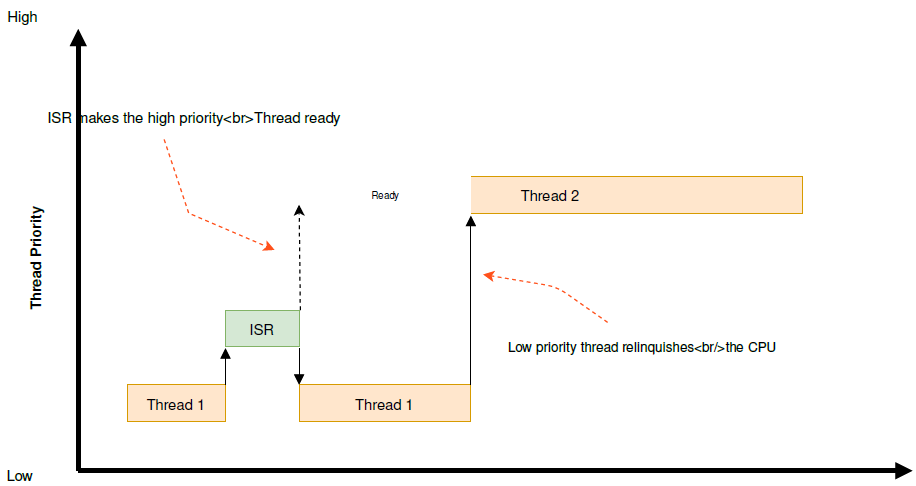 High
ISR makes the high priority<br>Thread ready
Ready
Thread 2
Thread Priority
ISR
Low priority thread relinquishes<br/>the CPU
Thread 1
Thread 1
Low